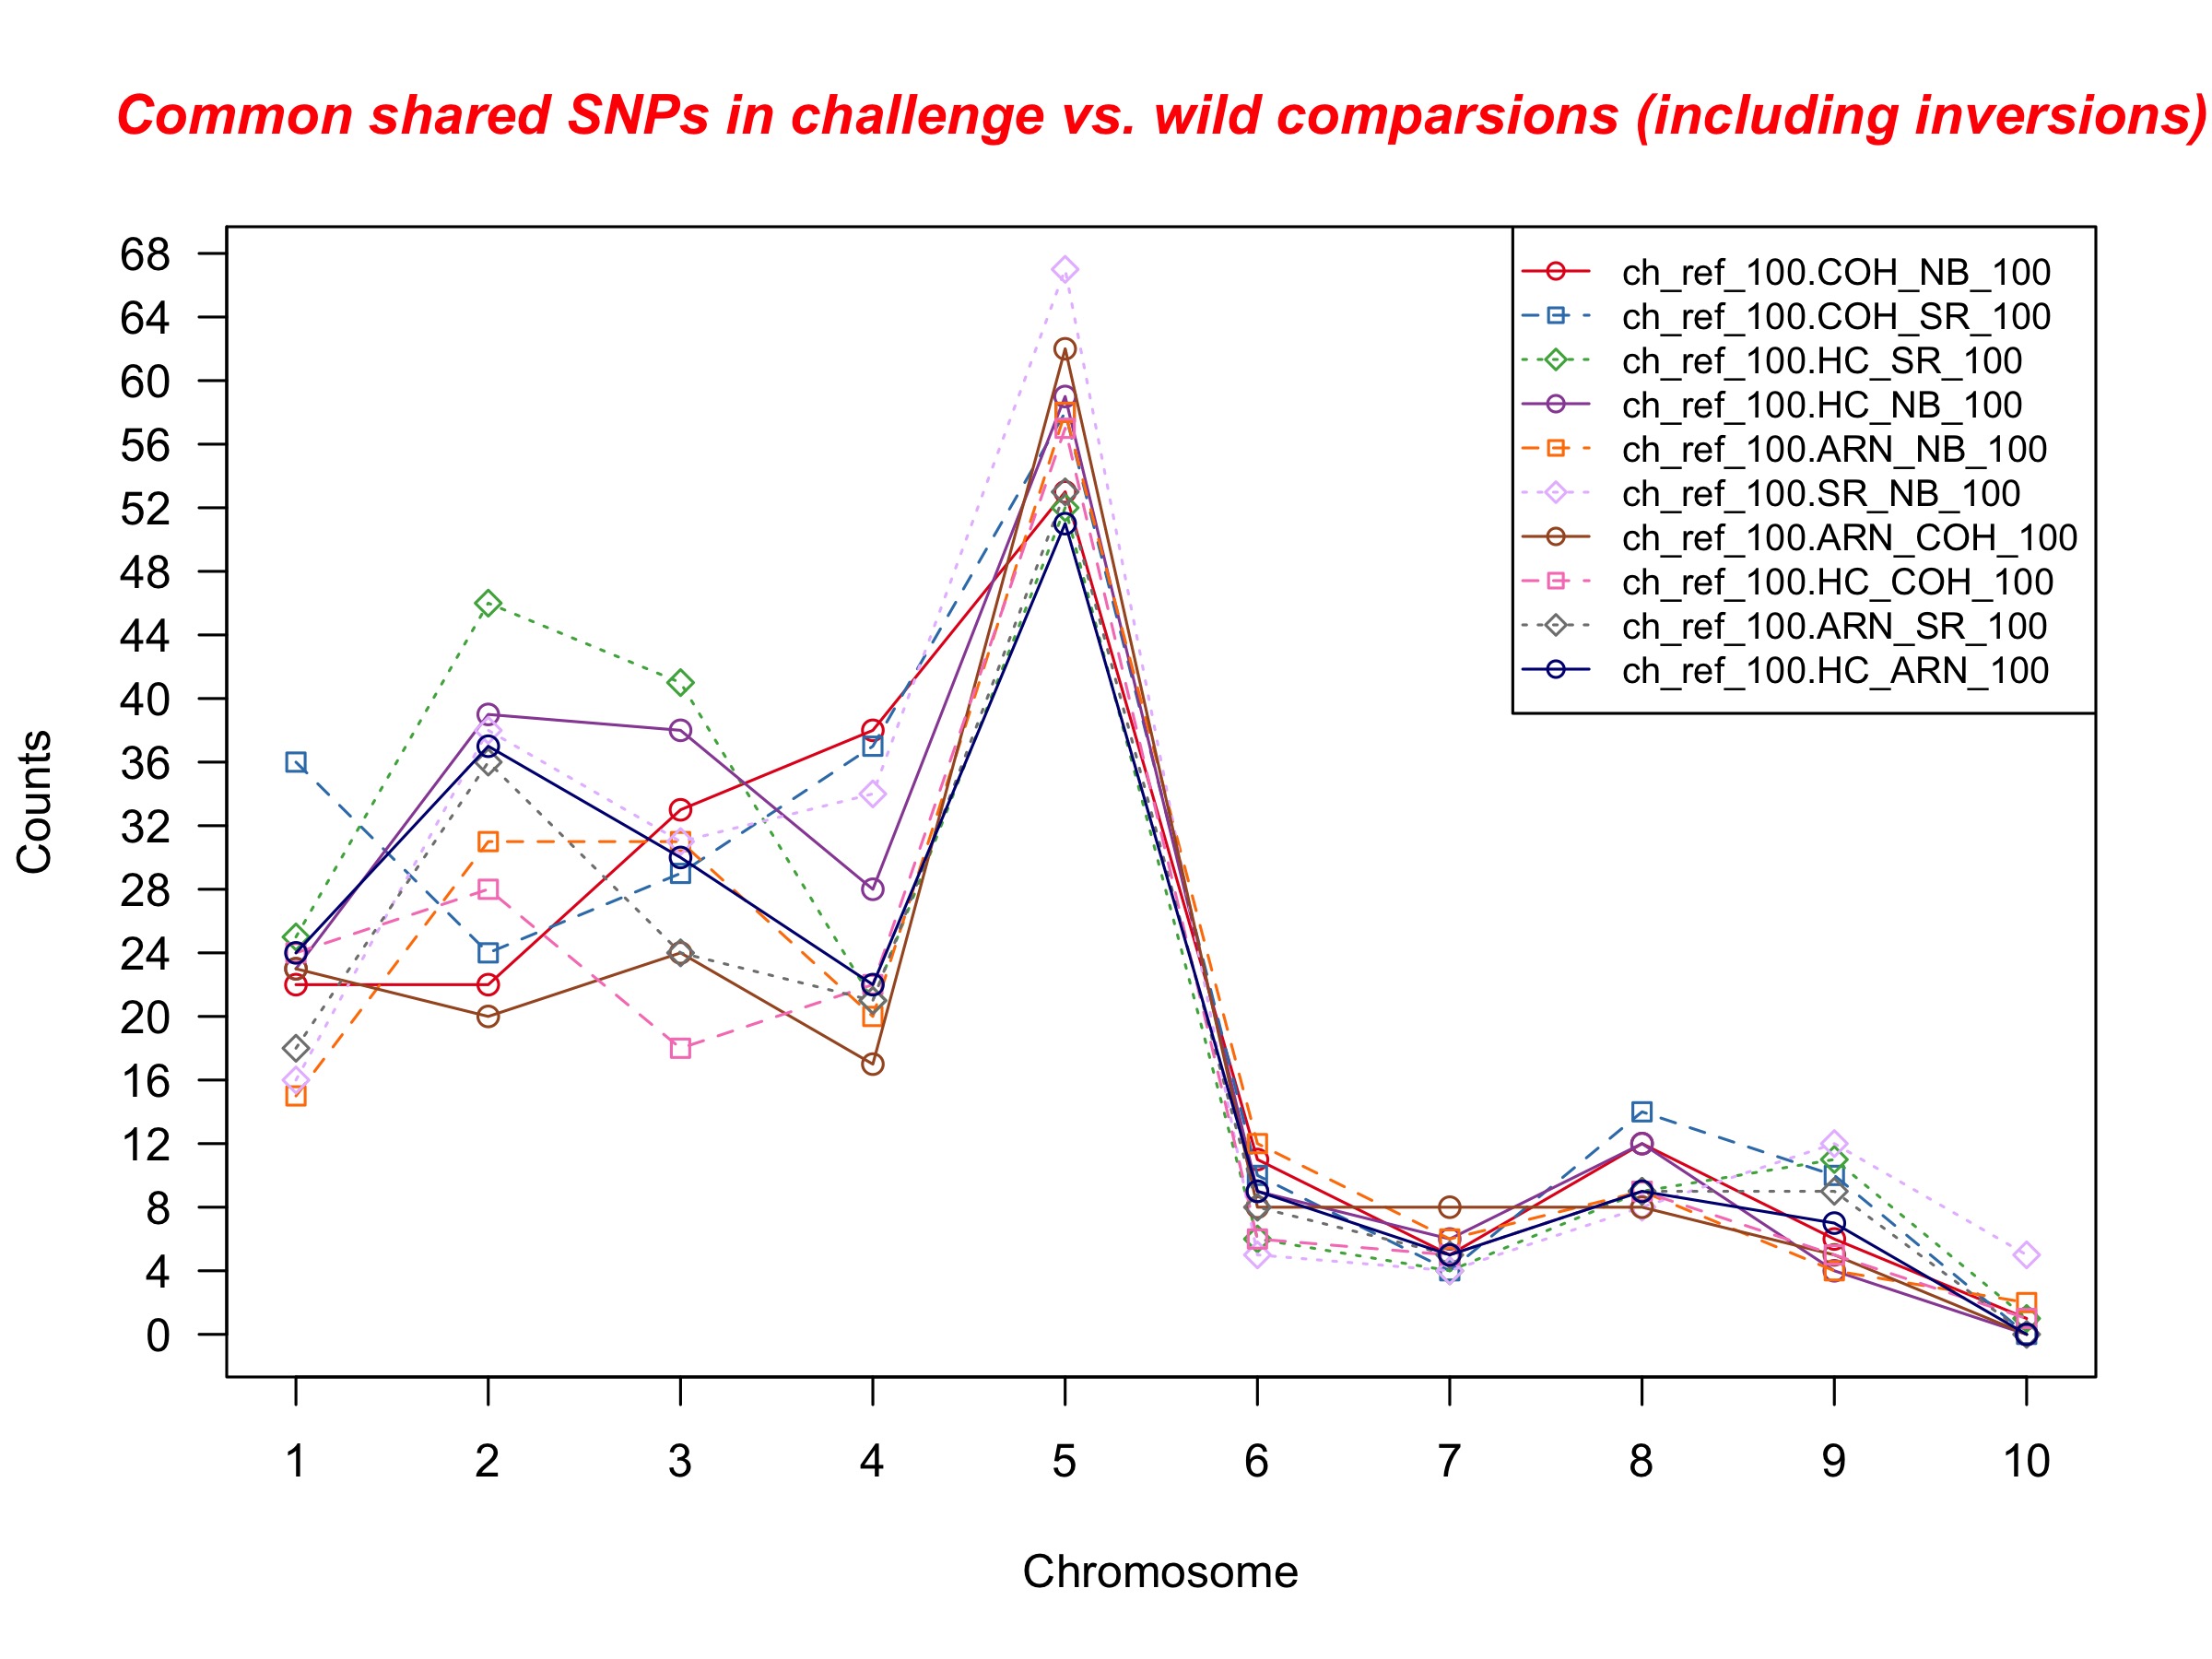 Common shared SNPs in challenge vs. wild comparsions (including inversions)
68
64
60
56
52
48
44
40
36
32
28
24
20
16
12
8
4
0
Counts
ch_ref_100.COH_NB_100
ch_ref_100.COH_SR_100
ch_ref_100.HC_SR_100
ch_ref_100.HC_NB_100
ch_ref_100.ARN_NB_100
ch_ref_100.SR_NB_100
ch_ref_100.ARN_COH_100
ch_ref_100.HC_COH_100
ch_ref_100.ARN_SR_100
ch_ref_100.HC_ARN_100
1 2 3 4 5 6 7 8 9 10
Chromosome